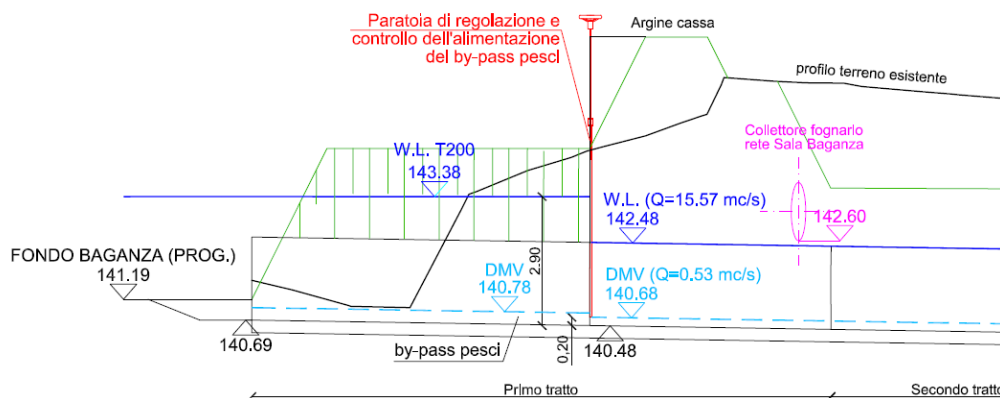 Paratoia di regolazione e
controllo dell'alimentazione
del by-pass pesci
Argine cassa
profilo terreno esistente
Collettore fognario
rete Sala Baganza
W.L. T200
143.38
W.L. (Q=15.57 mc/s)
142.48
142.60
FONDO BAGANZA (PROG.)
141.19
2.90
DMV
140.78
DMV (Q=0.53 mc/s)
140.68
140.69
by-pass pesci
0,20
140.48
Primo tratto
Secondo tratto